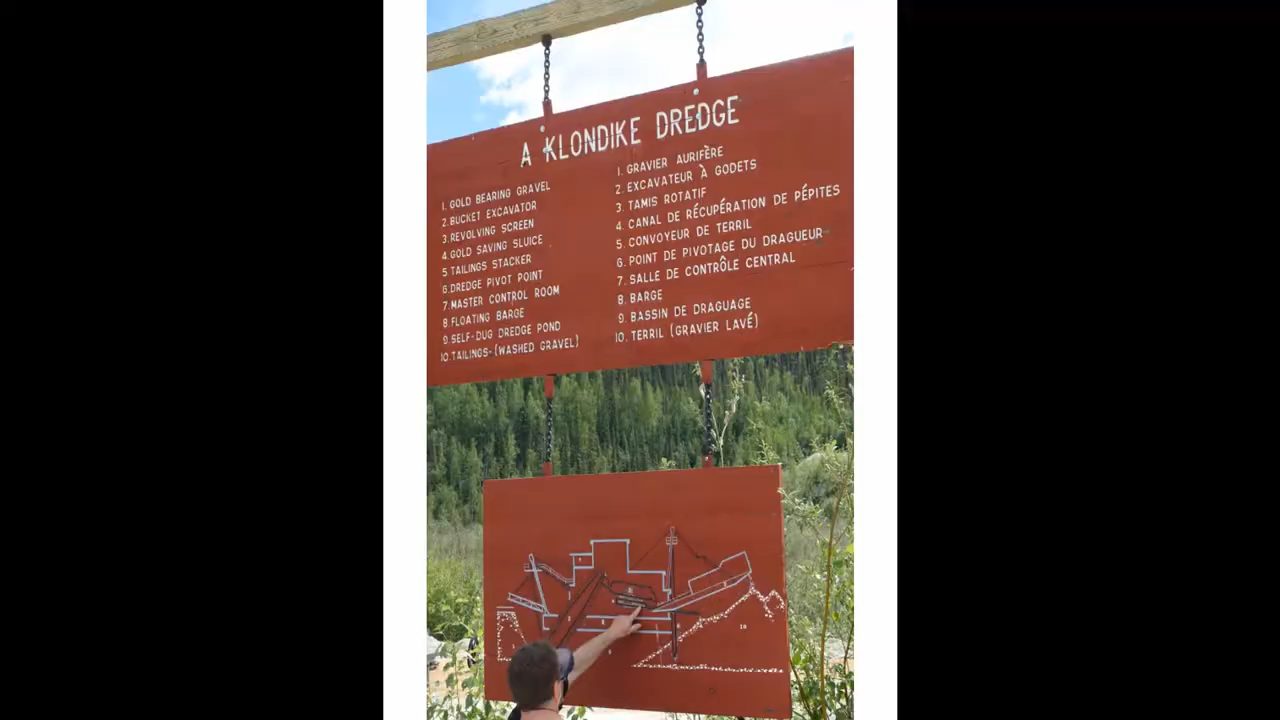 A KLONDIKE DREDGE
1. GOLD BEARING GRAVEL
2. BUCKET EXCAVATOR
3. REVOLVING SCREEN
4. GOLD SAVING SLUICE
5 TAILINGS STACKER
6. DREDGE PIVOT POINT
7. MASTER CONTROL ROOM
8. FLOATING BARGE
9. SELF-DUG DREDGE POND
10. TAILINGS-(WASHED GRAVEL)
1. GRAVIER AURIFÈRE
2. EXCAVATEUR À GODETS
3. TAMIS ROTATIF
4. CANAL DE RÉCUPÉRATION DE PÉPITES
5. CONVOYEUR DE TERRIL
6. POINT DE PIVOTAGE DU DRAGUEUR
7. SALLE DE CONTRÔLE CENTRAL
8. BARGE
9. BASSIN DE DRAGUAGE
10. TERRIL (GRAVIER LAVÉ)
10